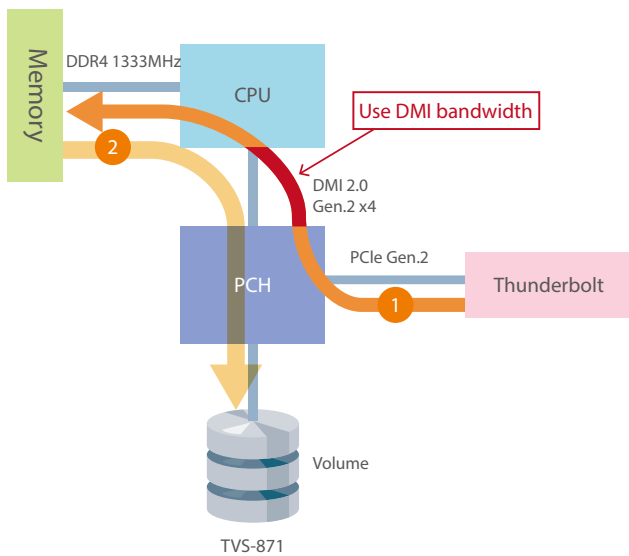 Memory
DDR4 1333MHz
CPU
Use DMI bandwidth
2
DMI 2.0
Gen.2 x4
PCH
PCIe Gen.2
Thunderbolt
1
Volume
TVS-871